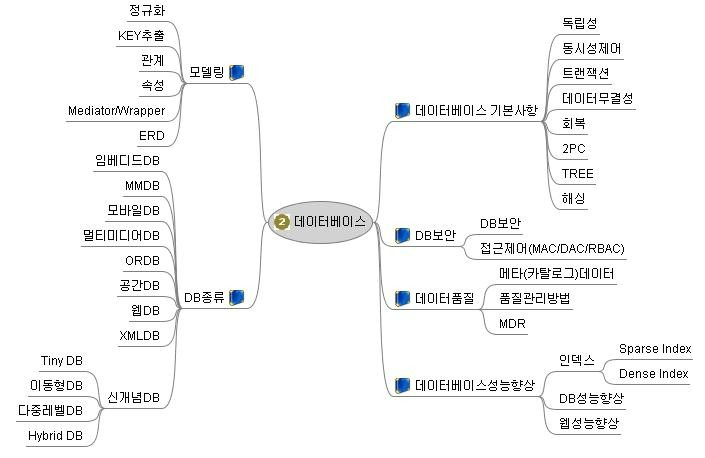 정규화
KEY추출
관계
속성
Mediator/Wrapper
ERD
모델링
임베디드DB
MMDB
모바일DB
멀티미디어DB
ORDB
공간DB
웹DB
XMLDB
Tiny DB
이동형DB
다중레벨DB
Hybrid DB
신개념DB
DB종류
2 데이터베이스
데이터베이스 기본사항
독립성
동시성제어
트랜잭션
데이터무결성
회복
2PC
TREE
해싱
DB보안
DB보안
접근제어(MAC/DAC/RBAC)
데이터품질
메타(카탈로그)데이터
품질관리방법
MDR
데이터베이스성능향상
인덱스
Sparse Index
Dense Index
DB성능향상
웹성능향상